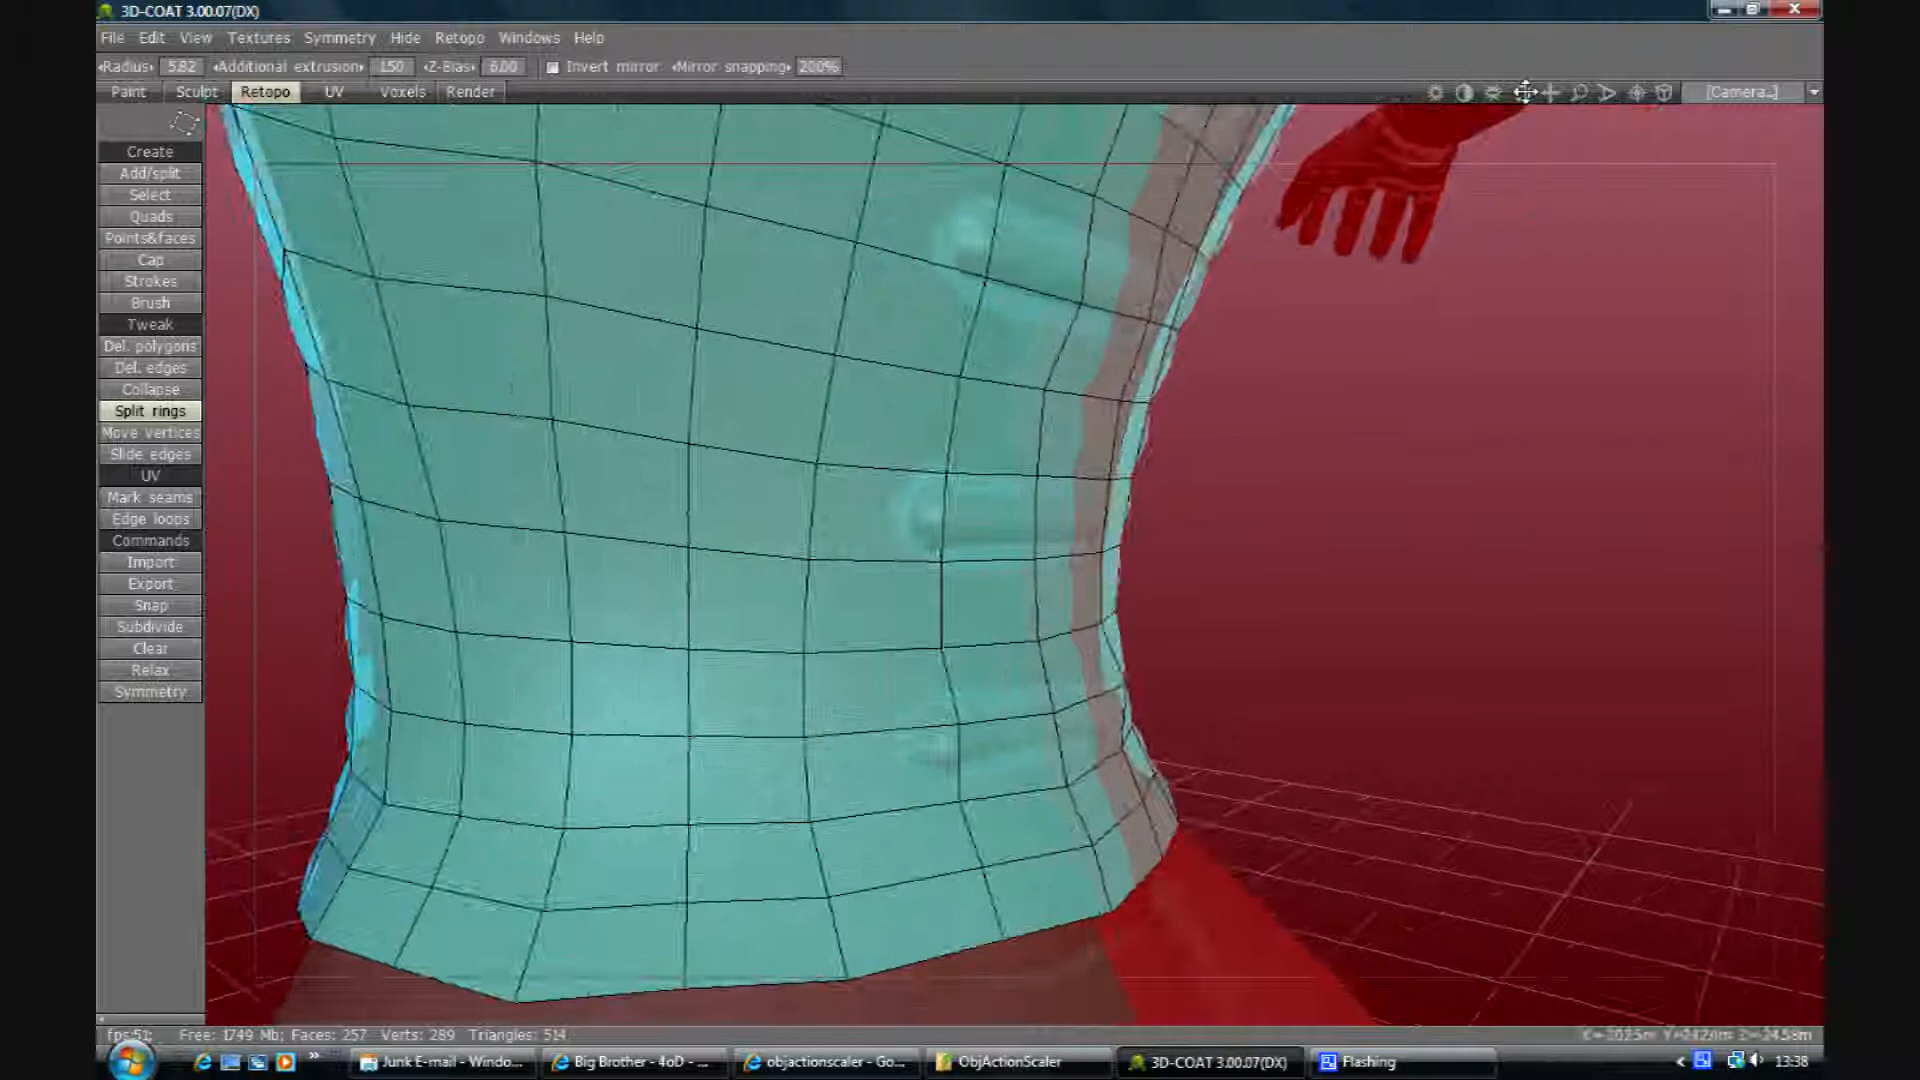 3D-COAT 3.00.07(DX)
File Edit View Textures Symmetry Hide Retopo Windows Help
Radius 5.82 Additional extrusion 1.50 Z-Bias 6.00 Invert mirror Mirror snapping 200%
Paint Sculpt Retopo UV Voxels Render [Camera..]
Create
Add/split
Select
Quads
Points&faces
Cap
Strokes
Brush
Tweak
Del. polygons
Del. edges
Collapse
Split rings
Move vertices
Slide edges
UV
Mark seams
Edge loops
Commands
Import
Export
Snap
Subdivide
Clear
Relax
Symmetry
fps:51; Free: 1749 Mb; Faces: 257 Verts: 289 Triangles: 514
Junk E-mail - Windo... Big Brother - 4oD - ... objactionscaler - Go... ObjActionScaler 3D-COAT 3.00.07(DX) Flashing 13:38